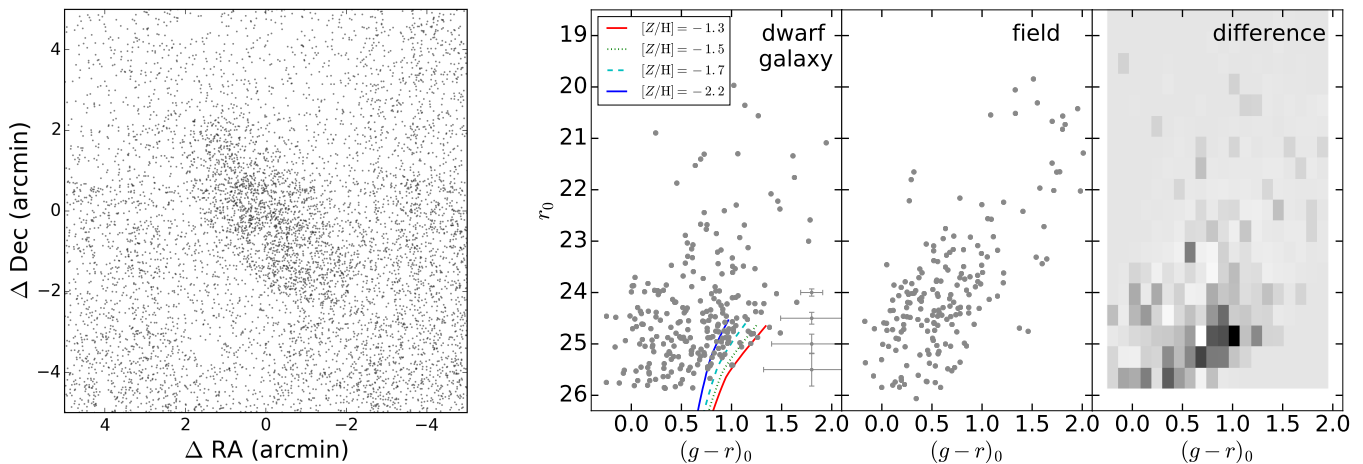 4
2
0
−2
−4
Δ Dec (arcmin)
4
2
0
−2
−4
Δ RA (arcmin)
[Z/H] = −1.3
[Z/H] = −1.5
[Z/H] = −1.7
[Z/H] = −2.2
dwarf
galaxy
field
difference
19
20
21
22
23
24
25
26
r₀
0.0 0.5 1.0 1.5 2.0
0.0 0.5 1.0 1.5 2.0
0.0 0.5 1.0 1.5 2.0
(g − r)₀
(g − r)₀
(g − r)₀